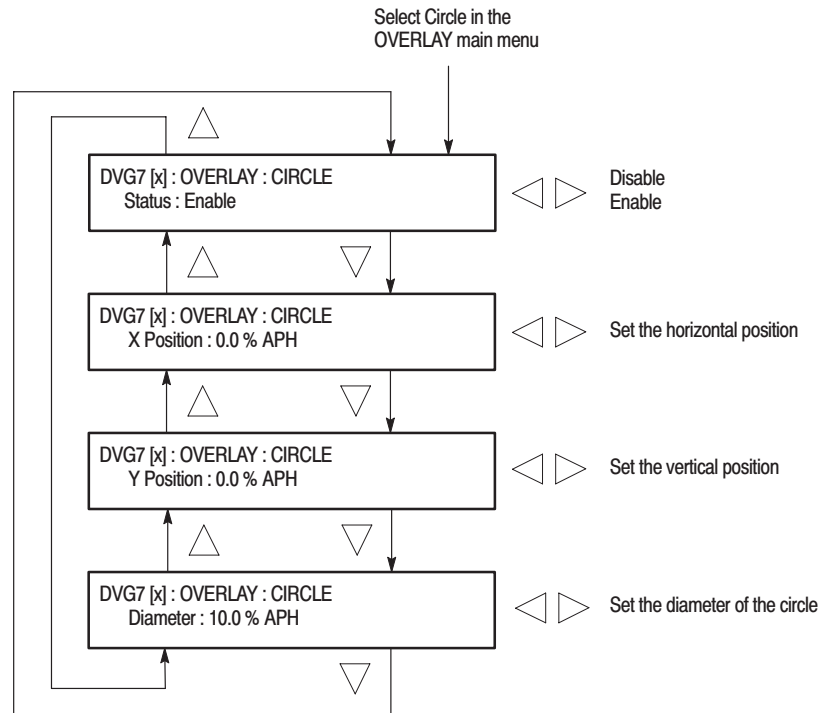 Select Circle in the
OVERLAY main menu
DVG7 [x] : OVERLAY : CIRCLE
Status : Enable
Disable
Enable
DVG7 [x] : OVERLAY : CIRCLE
X Position : 0.0 % APH
Set the horizontal position
DVG7 [x] : OVERLAY : CIRCLE
Y Position : 0.0 % APH
Set the vertical position
DVG7 [x] : OVERLAY : CIRCLE
Diameter : 10.0 % APH
Set the diameter of the circle